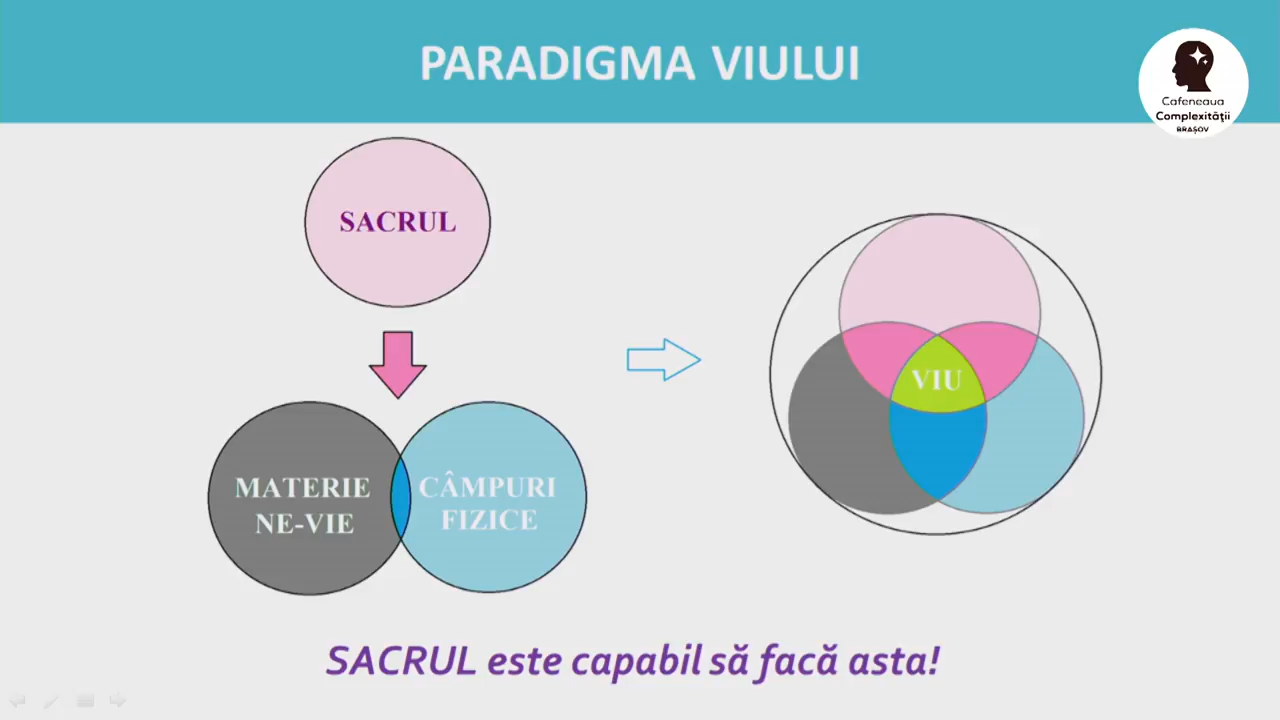 PARADIGMA VIULUI
Cafeneaua
Complexității
BRAȘOV
SACRUL
MATERIE
NE-VIE
CÂMPURI
FIZICE
VIU
SACRUL este capabil să facă asta!